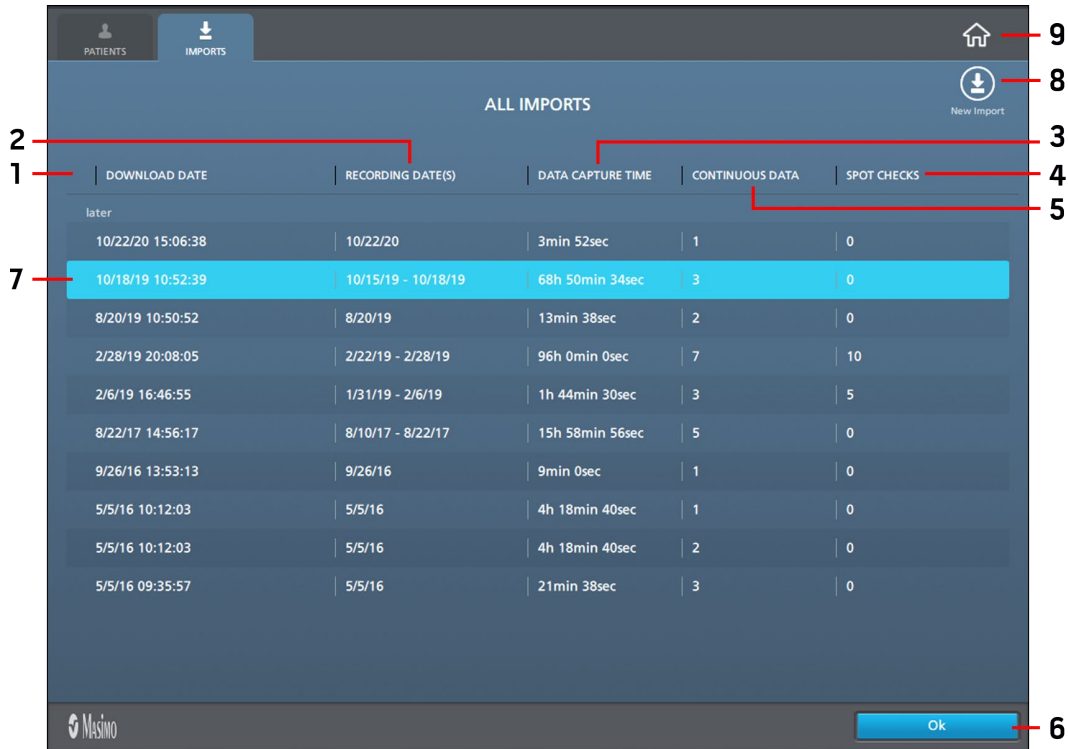 PATIENTS IMPORTS 9
8
ALL IMPORTS
New Import
2 3
1 DOWNLOAD DATE RECORDING DATE(S) DATA CAPTURE TIME CONTINUOUS DATA SPOT CHECKS 4
5
later
10/22/20 15:06:38 10/22/20 3min 52sec 1 0
7 10/18/19 10:52:39 10/15/19 - 10/18/19 68h 50min 34sec 3 0
8/20/19 10:50:52 8/20/19 13min 38sec 2 0
2/28/19 20:08:05 2/22/19 - 2/28/19 96h 0min 0sec 7 10
2/6/19 16:46:55 1/31/19 - 2/6/19 1h 44min 30sec 3 5
8/22/17 14:56:17 8/10/17 - 8/22/17 15h 58min 56sec 5 0
9/26/16 13:53:13 9/26/16 9min 0sec 1 0
5/5/16 10:12:03 5/5/16 4h 18min 40sec 1 0
5/5/16 10:12:03 5/5/16 4h 18min 40sec 2 0
5/5/16 09:35:57 5/5/16 21min 38sec 3 0
Masimo Ok 6